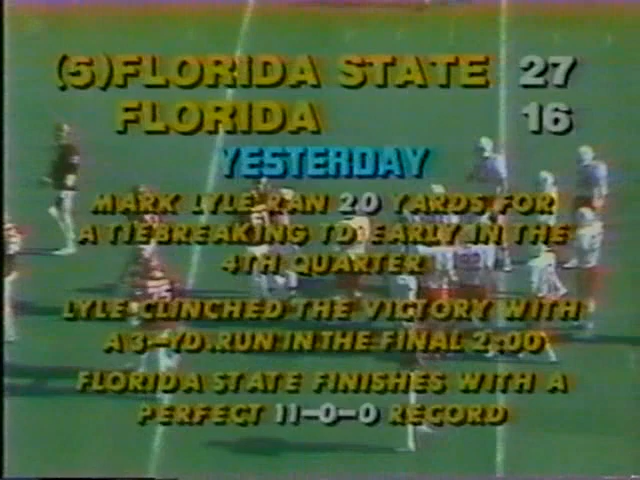 (5)FLORIDA STATE 27
FLORIDA 16
YESTERDAY
MARK LYLE RAN 20 YARDS FOR
A TIEBREAKING TD EARLY IN THE
4TH QUARTER
LYLE CLINCHED THE VICTORY WITH
A 3-YD.RUN IN THE FINAL 2:00
FLORIDA STATE FINISHES WITH A
PERFECT 11-0-0 RECORD